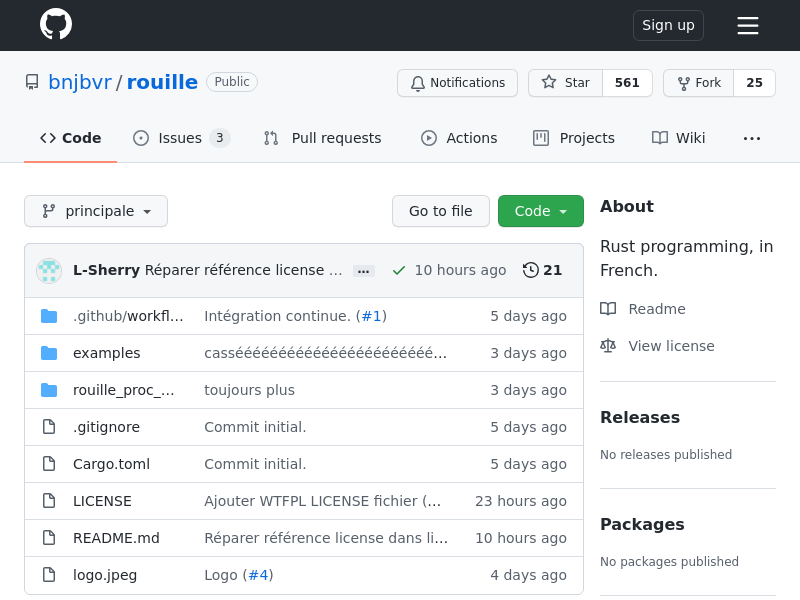 Sign up
bnjbvr / rouille Public
Notifications Star 561 Fork 25
Code Issues 3 Pull requests Actions Projects Wiki ...
principale Go to file Code
L-Sherry Réparer référence license … ... 10 hours ago 21
.github/workfl… Intégration continue. (#1) 5 days ago
examples casséééééééééééééééééééééééé… 3 days ago
rouille_proc_… toujours plus 3 days ago
.gitignore Commit initial. 5 days ago
Cargo.toml Commit initial. 5 days ago
LICENSE Ajouter WTFPL LICENSE fichier (… 23 hours ago
README.md Réparer référence license dans li… 10 hours ago
logo.jpeg Logo (#4) 4 days ago
About
Rust programming, in
French.
Readme
View license
Releases
No releases published
Packages
No packages published